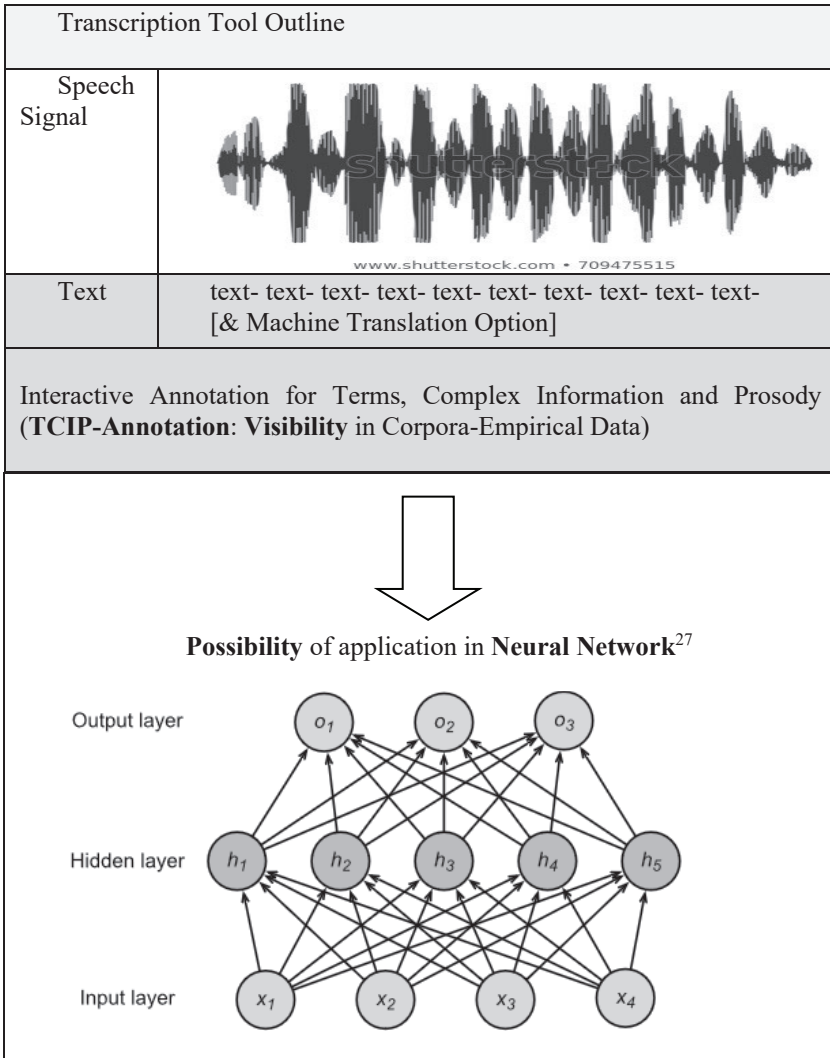 Transcription Tool Outline
Speech
Signal
shutterstock
www.shutterstock.com • 709475515
Text
text- text- text- text- text- text- text- text- text- text-
[& Machine Translation Option]
Interactive Annotation for Terms, Complex Information and Prosody
(TCIP-Annotation: Visibility in Corpora-Empirical Data)
Possibility of application in Neural Network27
Output layer
o1 o2 o3
Hidden layer
h1 h2 h3 h4 h5
Input layer
x1 x2 x3 x4